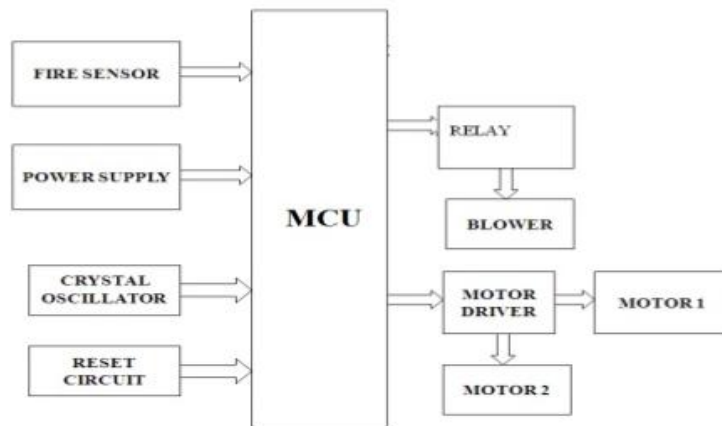 FIRE SENSOR
POWER SUPPLY
CRYSTAL
OSCILLATOR
RESET
CIRCUIT
MCU
RELAY
BLOWER
MOTOR
DRIVER
MOTOR 1
MOTOR 2